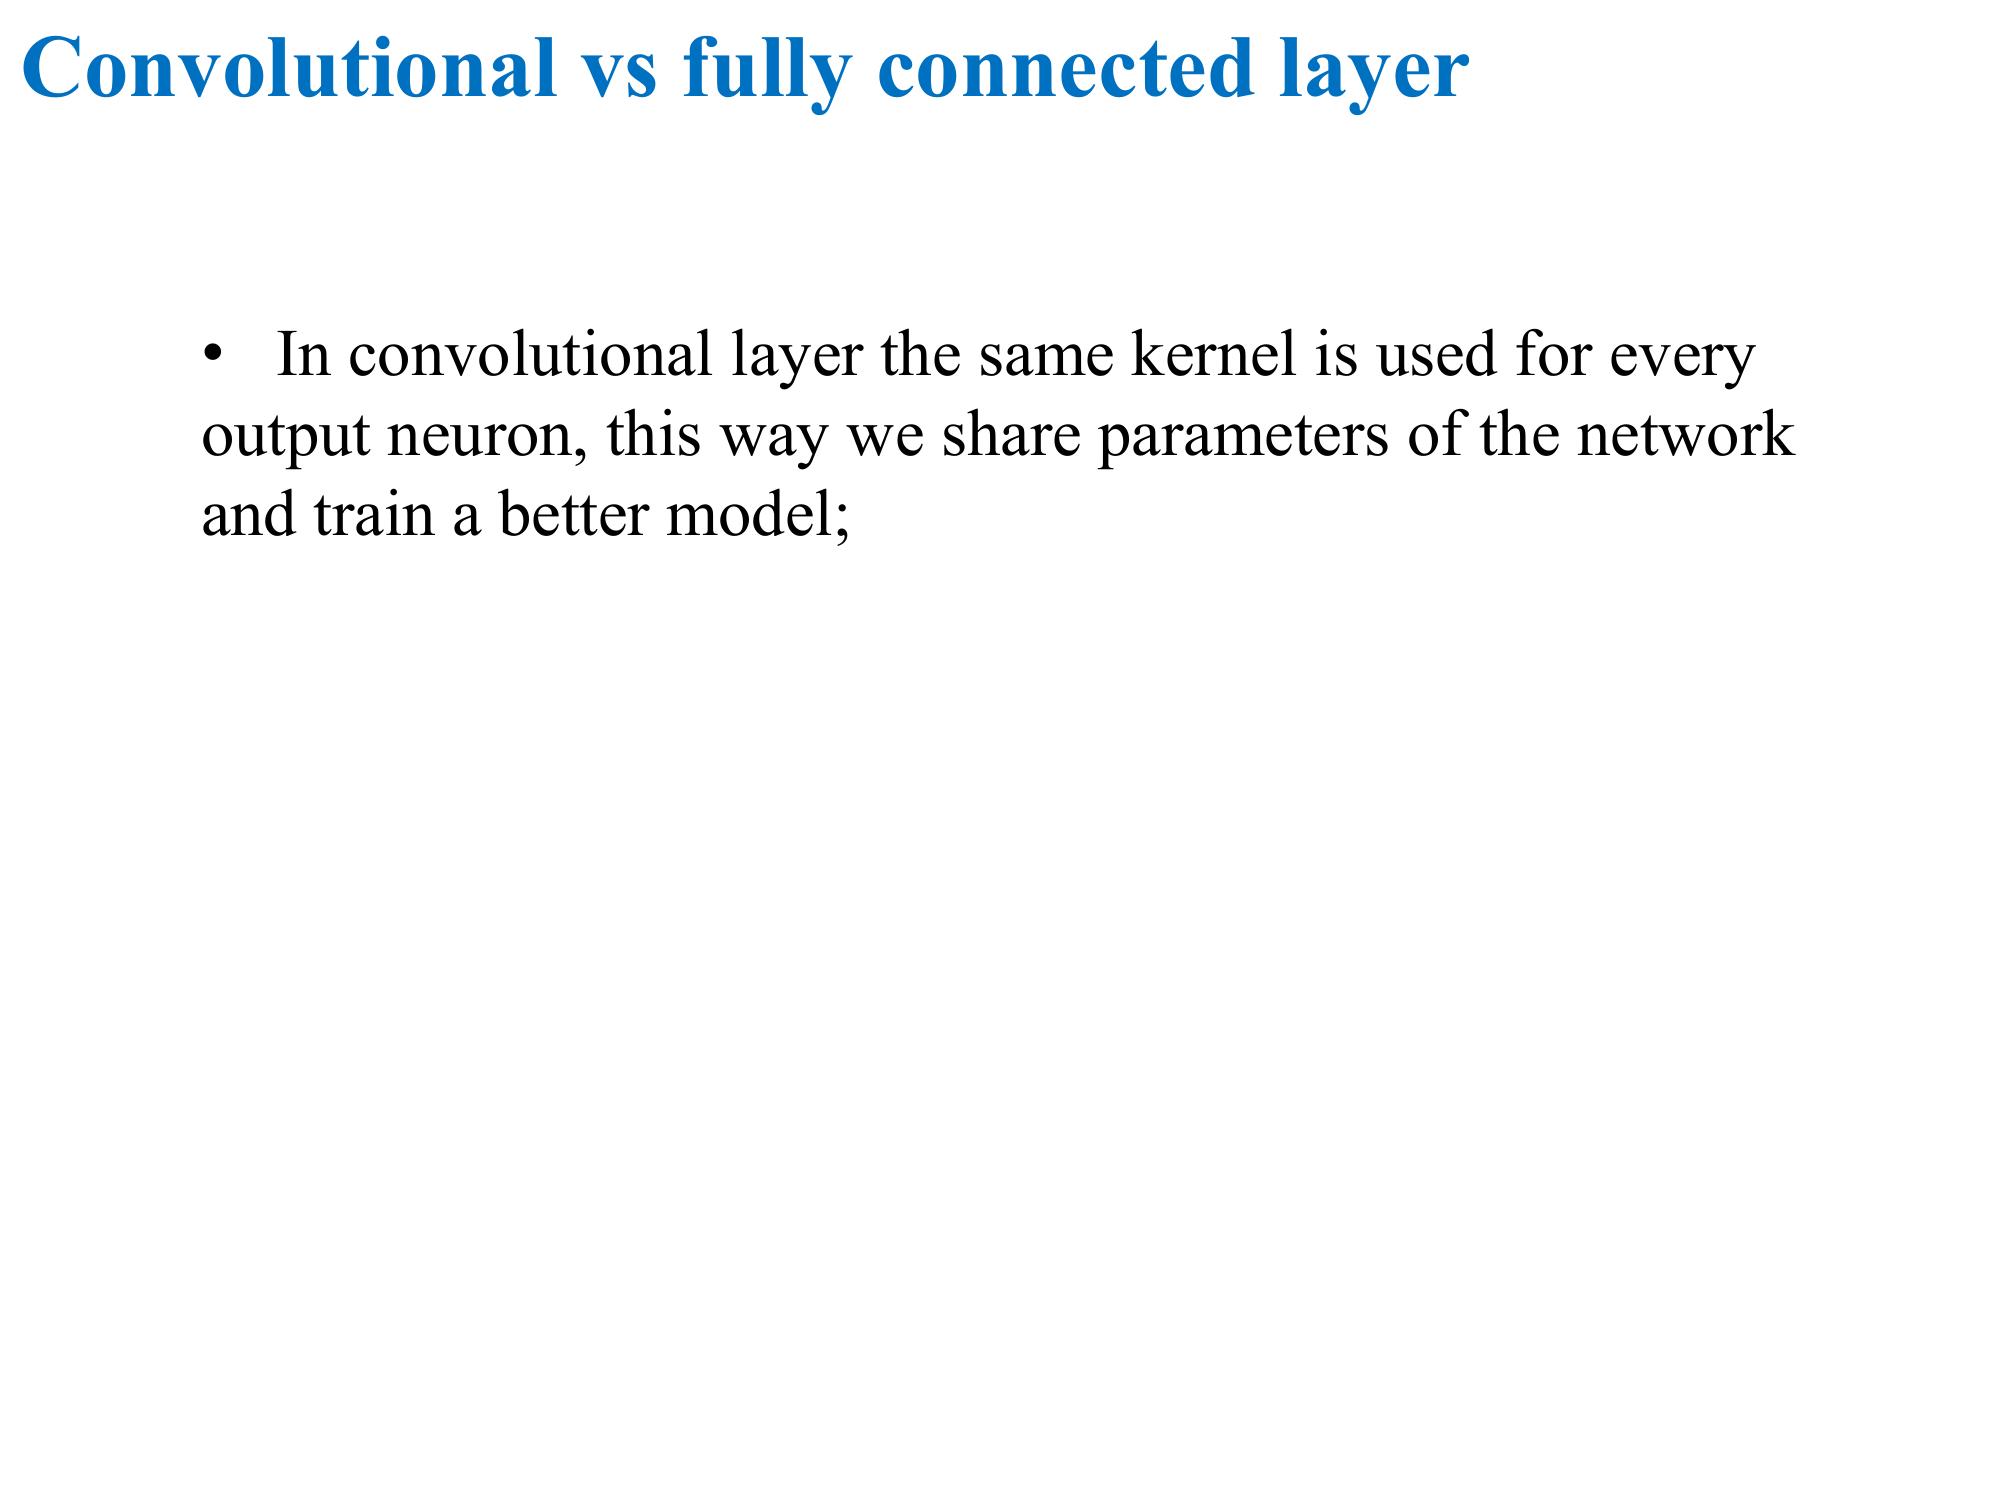 Convolutional vs fully connected layer
• In convolutional layer the same kernel is used for every
output neuron, this way we share parameters of the network
and train a better model;